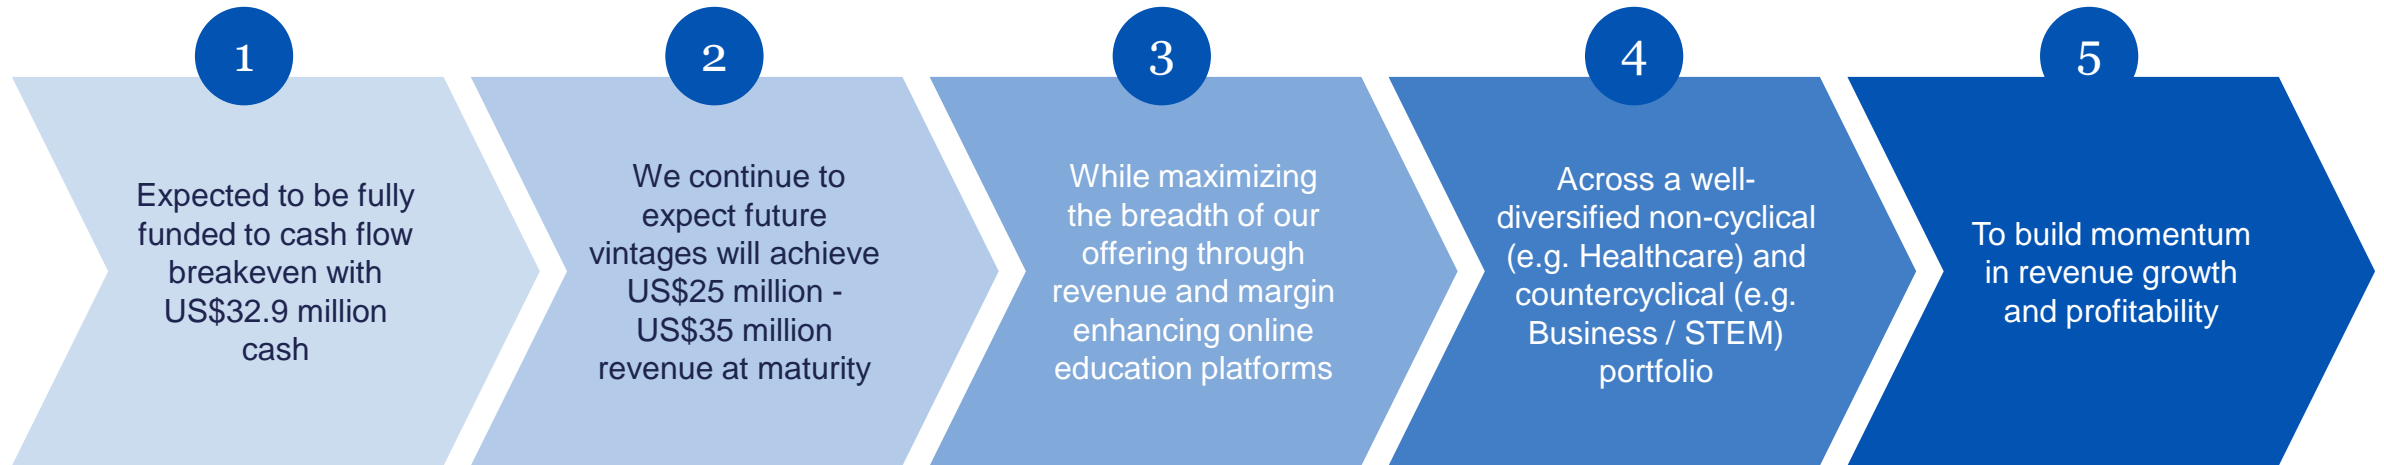 1
Expected to be fully
funded to cash flow
breakeven with
US$32.9 million
cash
2
We continue to
expect future
vintages will achieve
US$25 million -
US$35 million
revenue at maturity
3
While maximizing
the breadth of our
offering through
revenue and margin
enhancing online
education platforms
4
Across a well-
diversified non-cyclical
(e.g. Healthcare) and
countercyclical (e.g.
Business / STEM)
portfolio
5
To build momentum
in revenue growth
and profitability